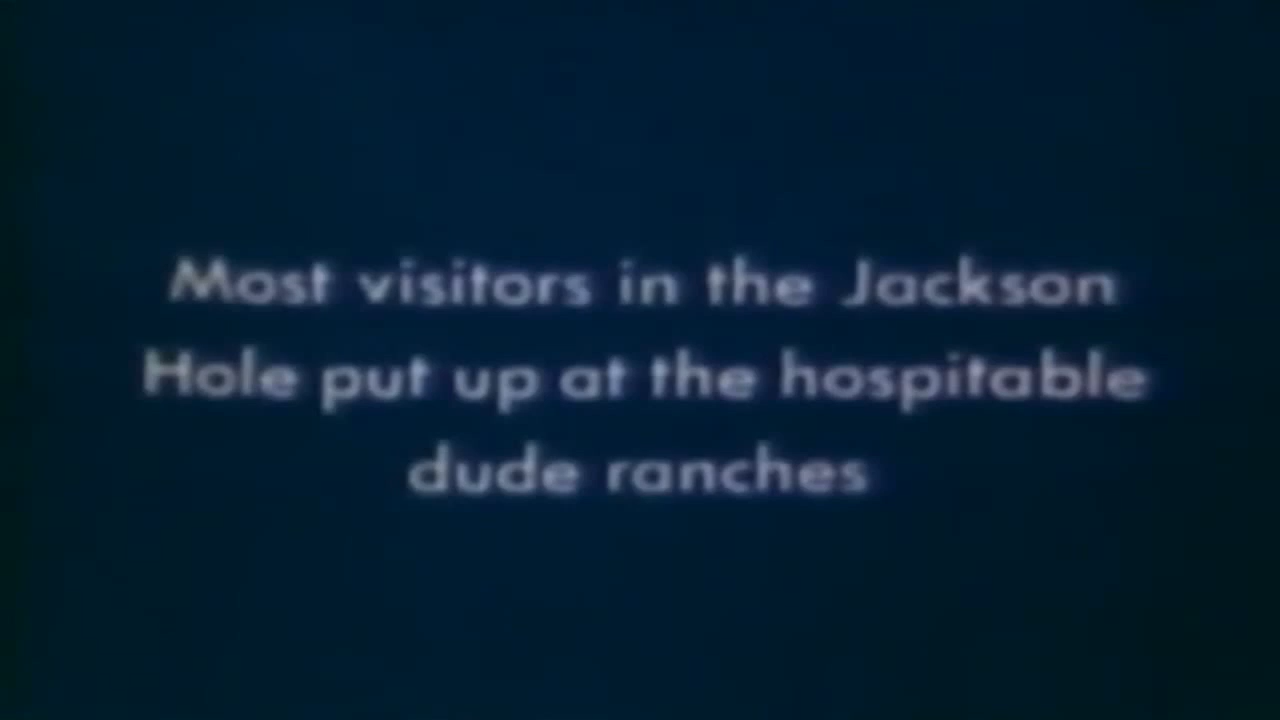 Most visitors in the Jackson
Hole put up at the hospitable
dude ranches